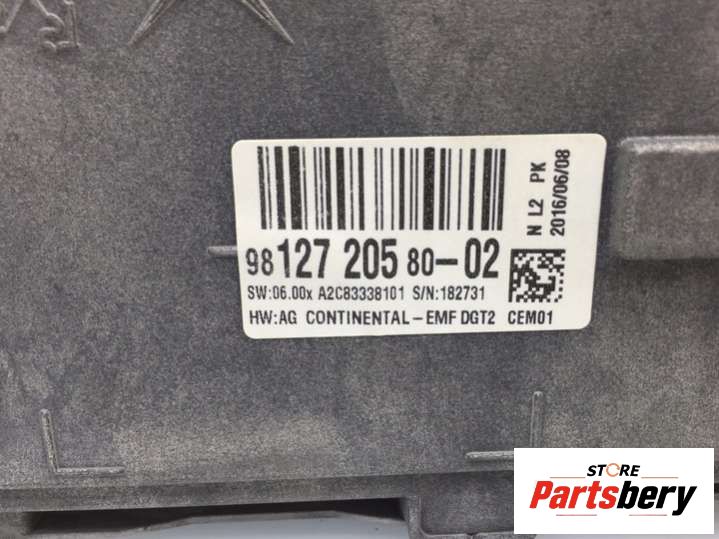 98 127 205 80-02
SW:06.00x A2C83338101 S/N:182731
HW:AG CONTINENTAL-EMF DGT2 CEM01
N L2 PK
2016/06/08
STORE
Partsbery